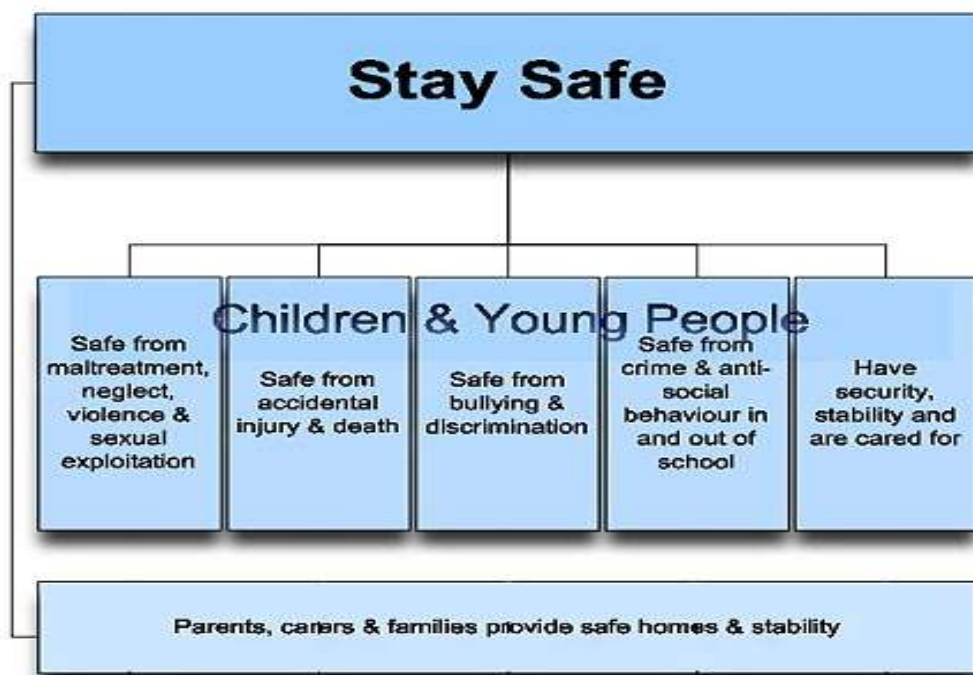 Stay Safe
Children & Young People
Safe from
maltreatment,
neglect,
violence &
sexual
exploitation
Safe from
accidental
injury & death
Safe from
bullying &
discrimination
Safe from
crime & anti-
social
behaviour in
and out of
school
Have
security,
stability and
are cared for
Parents, carers & families provide safe homes & stability